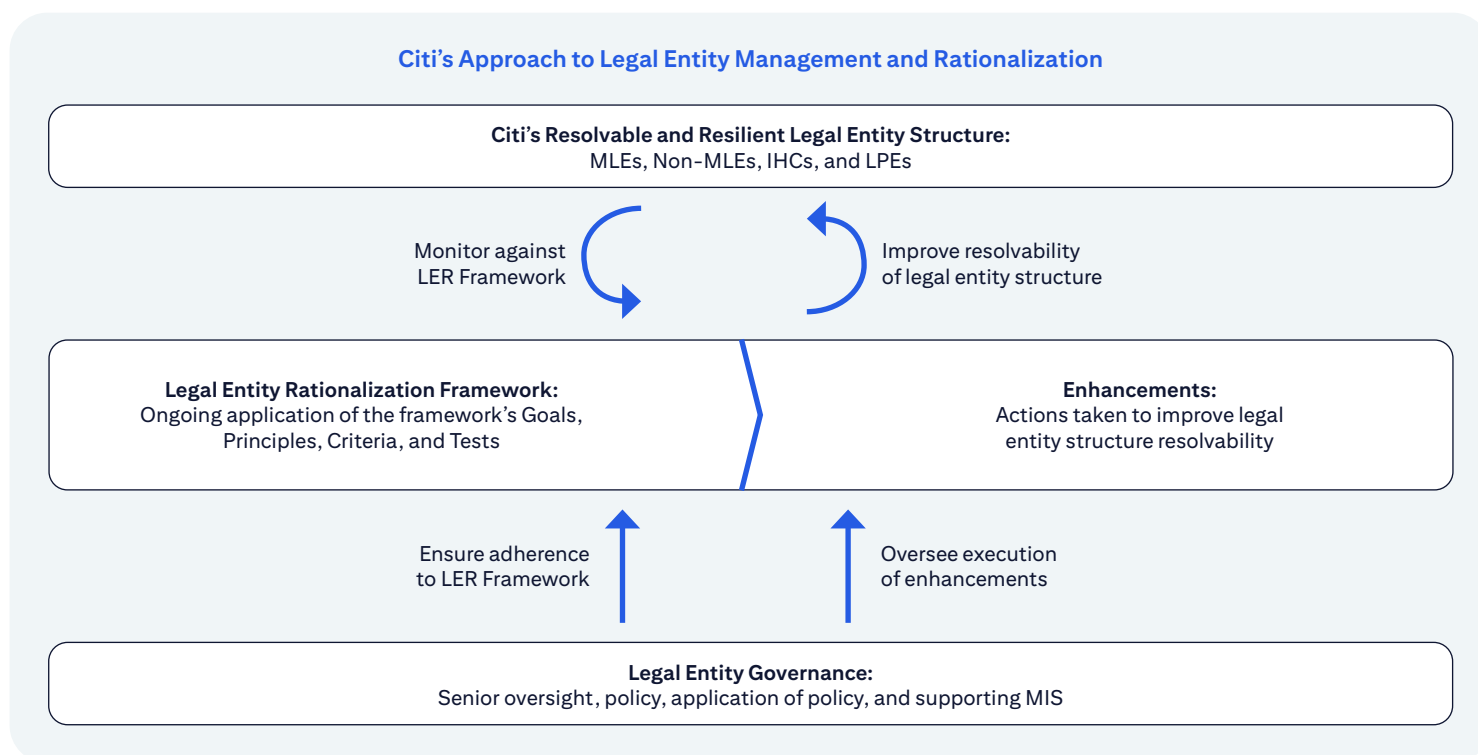 Citi’s Approach to Legal Entity Management and Rationalization
Citi’s Resolvable and Resilient Legal Entity Structure:
MLEs, Non-MLEs, IHCs, and LPEs
Monitor against
LER Framework
Improve resolvability
of legal entity structure
Legal Entity Rationalization Framework:
Ongoing application of the framework’s Goals,
Principles, Criteria, and Tests
Enhancements:
Actions taken to improve legal
entity structure resolvability
Ensure adherence
to LER Framework
Oversee execution
of enhancements
Legal Entity Governance:
Senior oversight, policy, application of policy, and supporting MIS